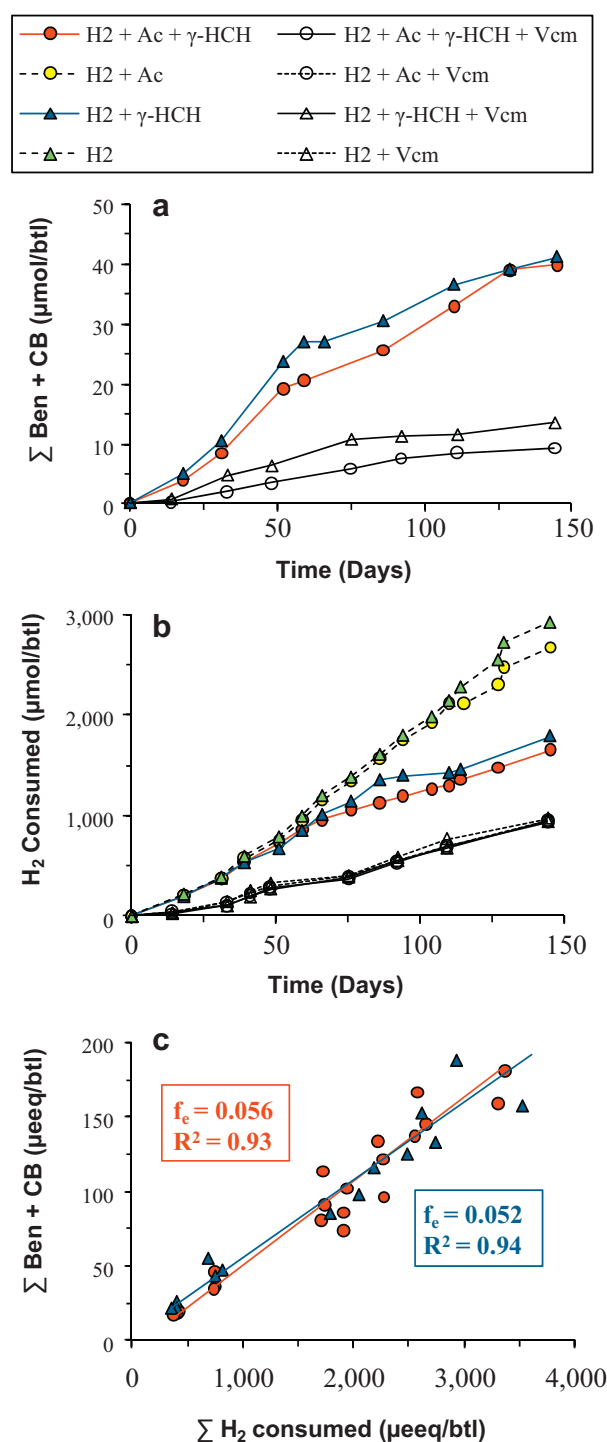 H2 + Ac + γ-HCH
H2 + Ac + γ-HCH + Vcm
H2 + Ac
H2 + Ac + Vcm
H2 + γ-HCH
H2 + γ-HCH + Vcm
H2
H2 + Vcm
a
∑ Ben + CB (μmol/btl)
50
40
30
20
10
0
0
50
100
150
Time (Days)
b
H2 Consumed (μmol/btl)
3,000
2,000
1,000
0
0
50
100
150
Time (Days)
c
∑ Ben + CB (μeeq/btl)
200
150
100
50
0
fe = 0.056
R² = 0.93
fe = 0.052
R² = 0.94
0
1,000
2,000
3,000
4,000
∑ H2 consumed (μeeq/btl)